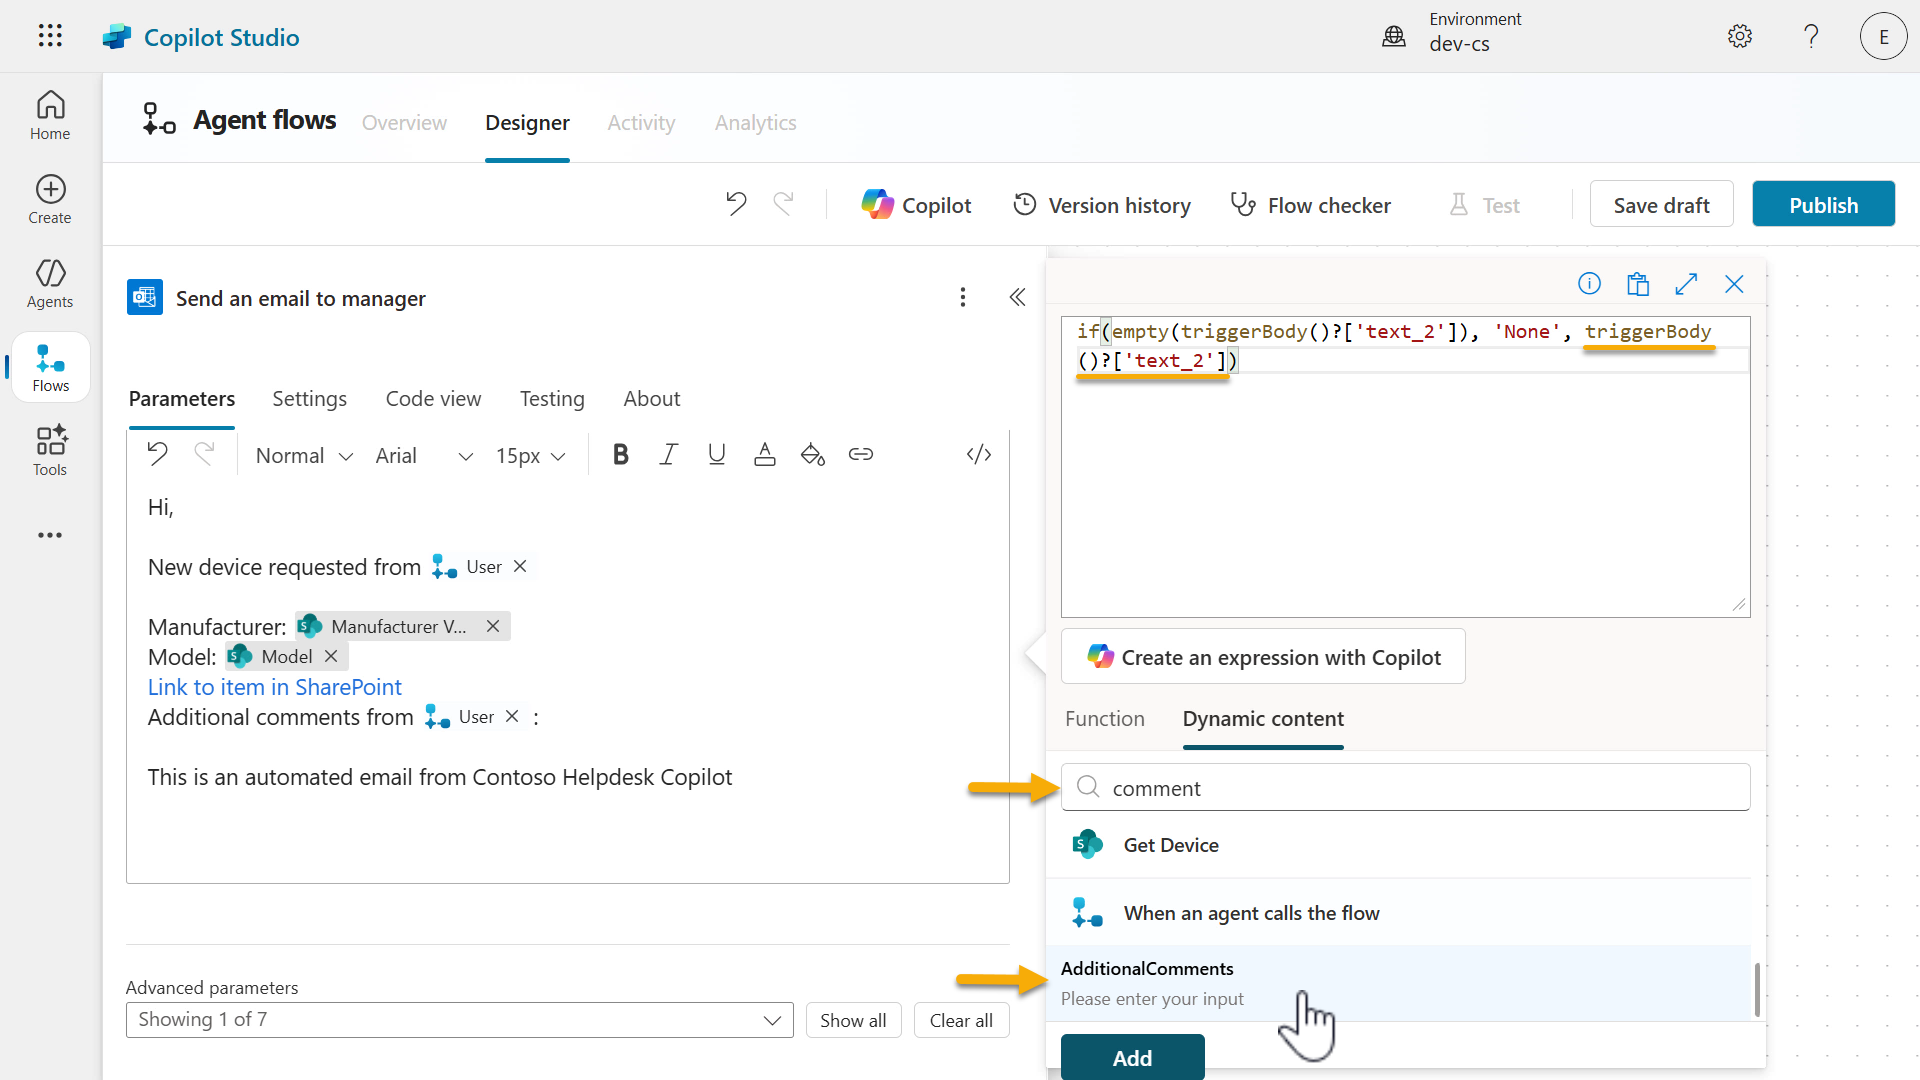 Copilot Studio
Environment
dev-cs
?
E
Home
Create
Agents
Flows
Tools
Agent flows
Overview
Designer
Activity
Analytics
Copilot
Version history
Flow checker
Test
Save draft
Publish
Send an email to manager
Parameters
Settings
Code view
Testing
About
Normal
Arial
15px
B
I
U
A
</>
Hi,
New device requested from User
Manufacturer: Manufacturer V...
Model: Model
Link to item in SharePoint
Additional comments from User :
This is an automated email from Contoso Helpdesk Copilot
Advanced parameters
Showing 1 of 7
Show all
Clear all
if(empty(triggerBody()?['text_2']), 'None', triggerBody
()?['text_2'])
Create an expression with Copilot
Function
Dynamic content
comment
Get Device
When an agent calls the flow
AdditionalComments
Please enter your input
Add